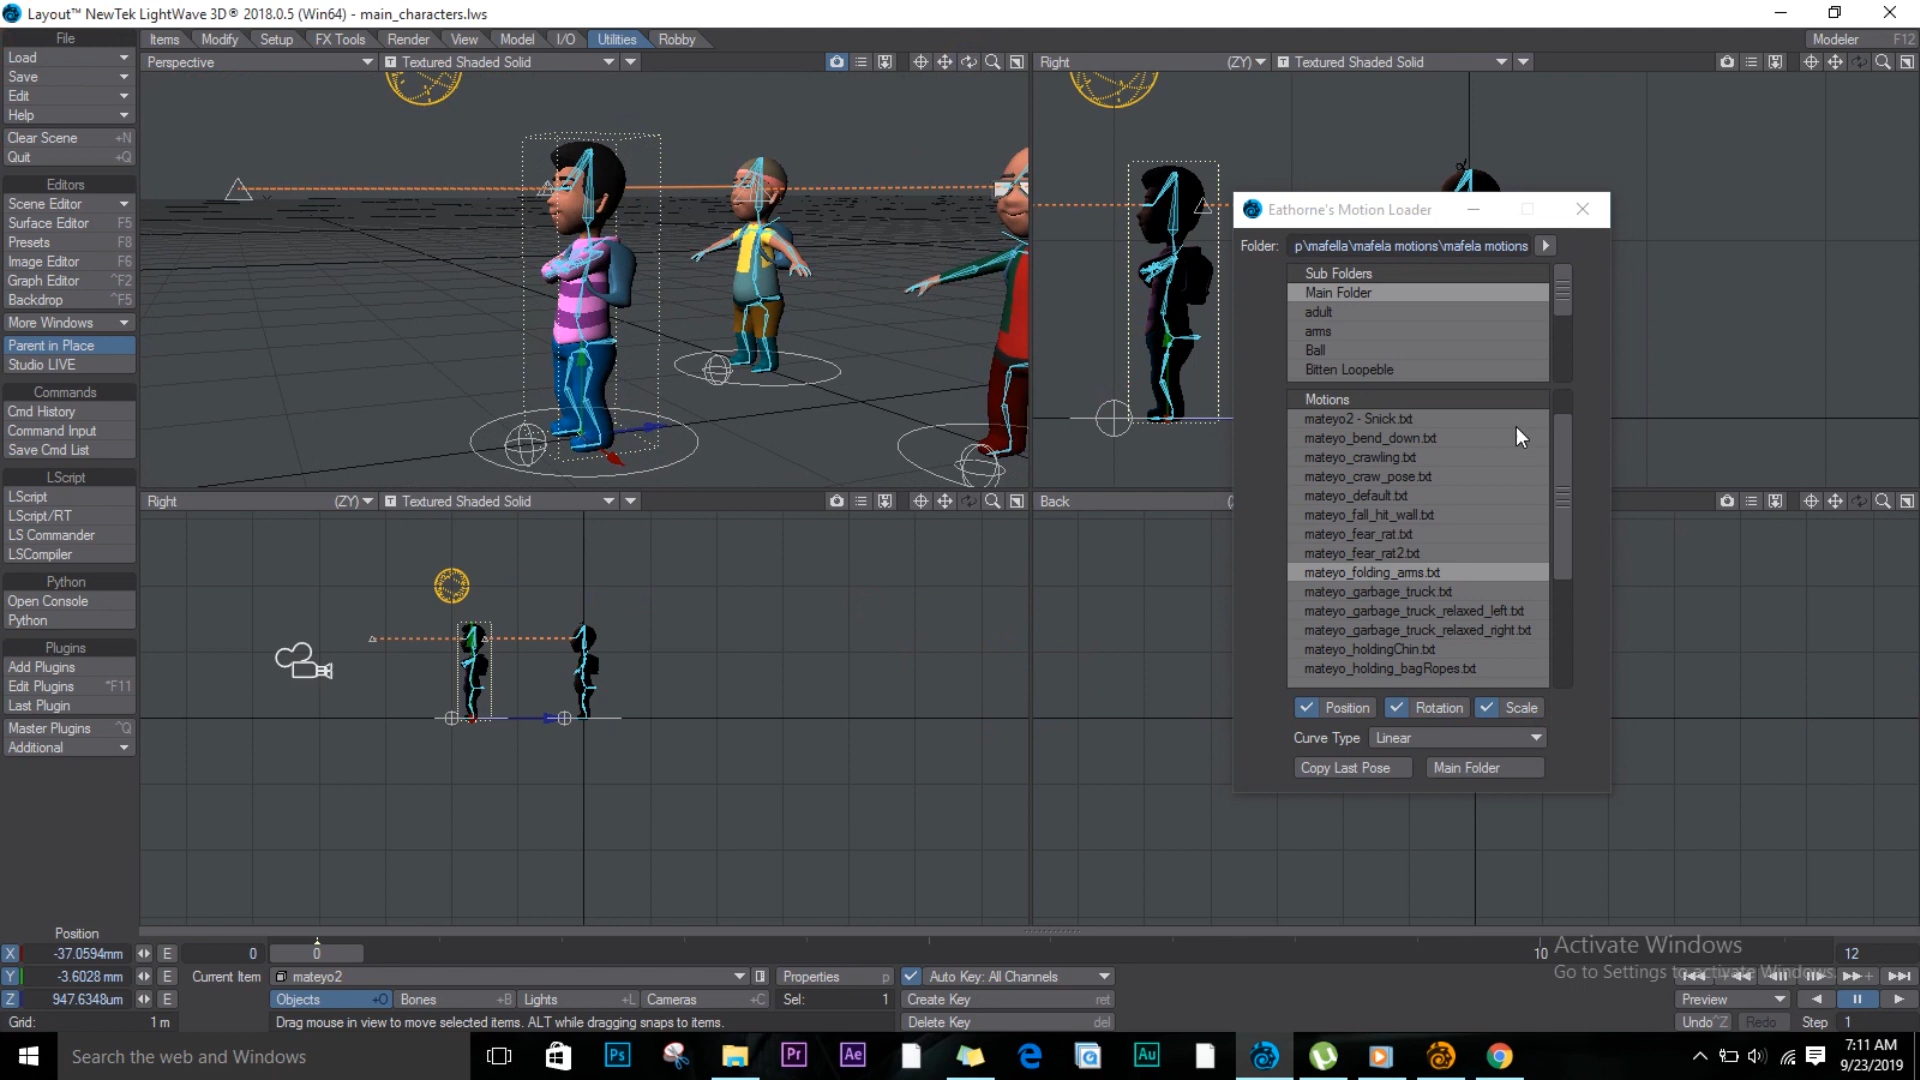 Layout™ NewTek LightWave 3D® 2018.0.5 (Win64) - main_characters.lws
File
Items Modify Setup FX Tools Render View Model I/O Utilities Robby
Modeler F12
Load
Save
Edit
Help
Clear Scene +N
Quit +Q
Editors
Scene Editor
Surface Editor F5
Presets F8
Image Editor F6
Graph Editor ^F2
Backdrop ^F5
More Windows
Parent in Place
Studio LIVE
Commands
Cmd History
Command Input
Save Cmd List
LScript
LScript
LScript/RT
LS Commander
LSCompiler
Python
Open Console
Python
Plugins
Add Plugins
Edit Plugins *F11
Last Plugin
Master Plugins ^Q
Additional
Perspective
T Textured Shaded Solid
Right (ZY)
T Textured Shaded Solid
Right (ZY)
T Textured Shaded Solid
Back
Eathorne's Motion Loader
Folder: p\mafella\mafela motions\mafela motions
Sub Folders
Main Folder
adult
arms
Ball
Bitten Loopeble
Motions
mateyo2 - Snick.txt
mateyo_bend_down.txt
mateyo_crawling.txt
mateyo_craw_pose.txt
mateyo_default.txt
mateyo_fall_hit_wall.txt
mateyo_fear_rat.txt
mateyo_fear_rat2.txt
mateyo_folding_arms.txt
mateyo_garbage_truck.txt
mateyo_garbage_truck_relaxed_left.txt
mateyo_garbage_truck_relaxed_right.txt
mateyo_holdingChin.txt
mateyo_holding_bagRopes.txt
Position Rotation Scale
Curve Type Linear
Copy Last Pose Main Folder
Position
X -37.0594mm E 0 0 10 12
Y -3.6028 mm E Current Item mateyo2 Properties p Auto Key: All Channels
Z 947.6348um E Objects +O Bones +B Lights +L Cameras +C Sel: 1 Create Key ret Preview
Grid: 1 m Drag mouse in view to move selected items. ALT while dragging snaps to items. Delete Key del Undo ^Z Redo Step 1
Activate Windows
Go to Settings to activate Windows.
Search the web and Windows
Ps
Pr
Ae
Au
7:11 AM
9/23/2019